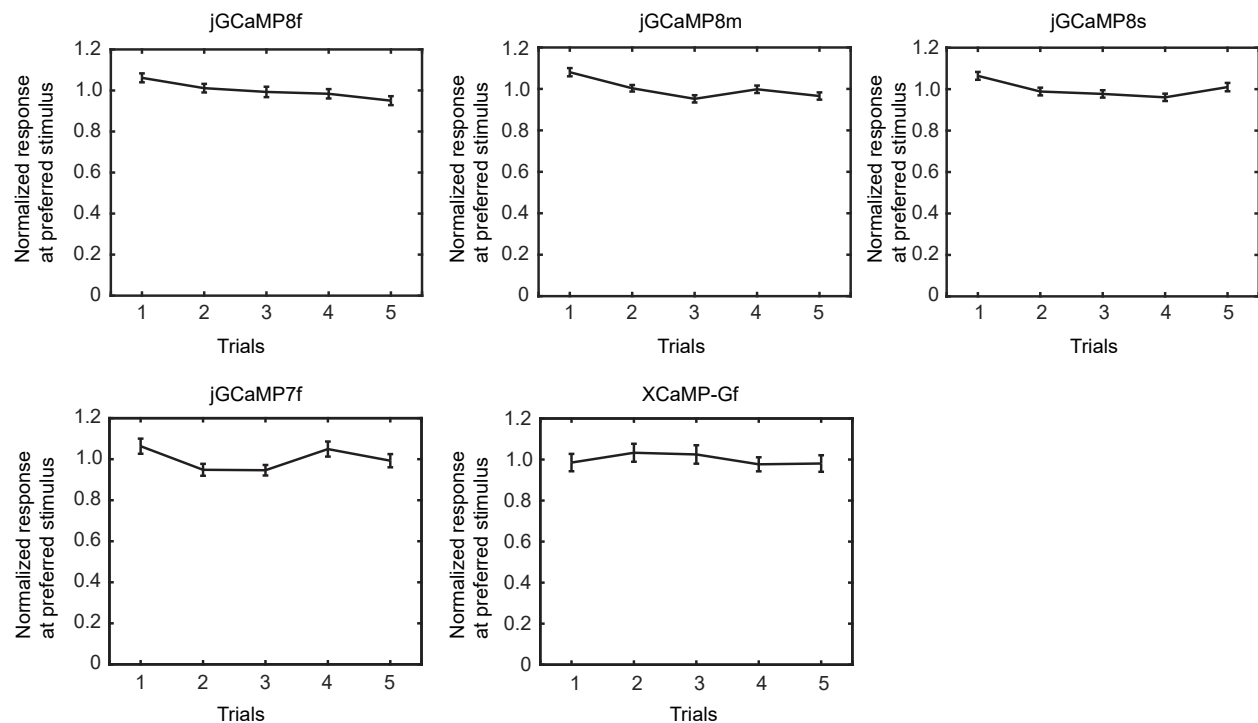 jGCaMP8f
Normalized response
at preferred stimulus
1.2
1.0
0.8
0.6
0.4
0.2
0
1 2 3 4 5
Trials
jGCaMP8m
Normalized response
at preferred stimulus
1.2
1.0
0.8
0.6
0.4
0.2
0
1 2 3 4 5
Trials
jGCaMP8s
Normalized response
at preferred stimulus
1.2
1.0
0.8
0.6
0.4
0.2
0
1 2 3 4 5
Trials
jGCaMP7f
Normalized response
at preferred stimulus
1.2
1.0
0.8
0.6
0.4
0.2
0
1 2 3 4 5
Trials
XCaMP-Gf
Normalized response
at preferred stimulus
1.2
1.0
0.8
0.6
0.4
0.2
0
1 2 3 4 5
Trials